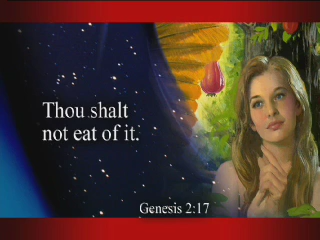 Thou shalt
not eat of it.
Genesis 2:17